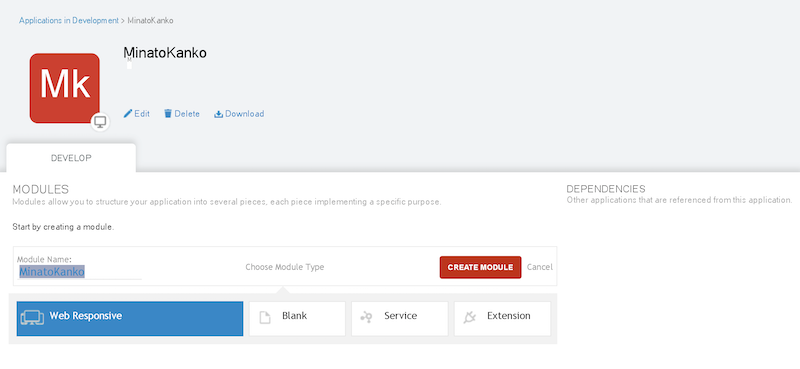 Applications in Development > MinatoKanko
MinatoKanko
Mk
Edit Delete Download
DEVELOP
MODULES
Modules allow you to structure your application into several pieces, each piece implementing a specific purpose.
Start by creating a module.
Module Name:
MinatoKanko
Choose Module Type
CREATE MODULE Cancel
Web Responsive Blank Service Extension
DEPENDENCIES
Other applications that are referenced from this application.